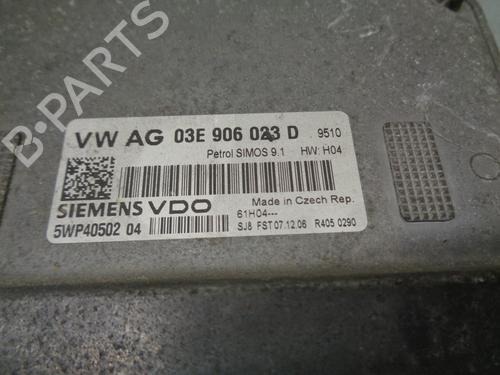 VW AG 03E 906 023 D 9510
Petrol SIMOS 9.1 HW: H04
SIEMENS VDO Made in Czech Rep.
5WP40502 04 61H04---
SJ8 FST 07.12.06 R405 0290
B-PARTS